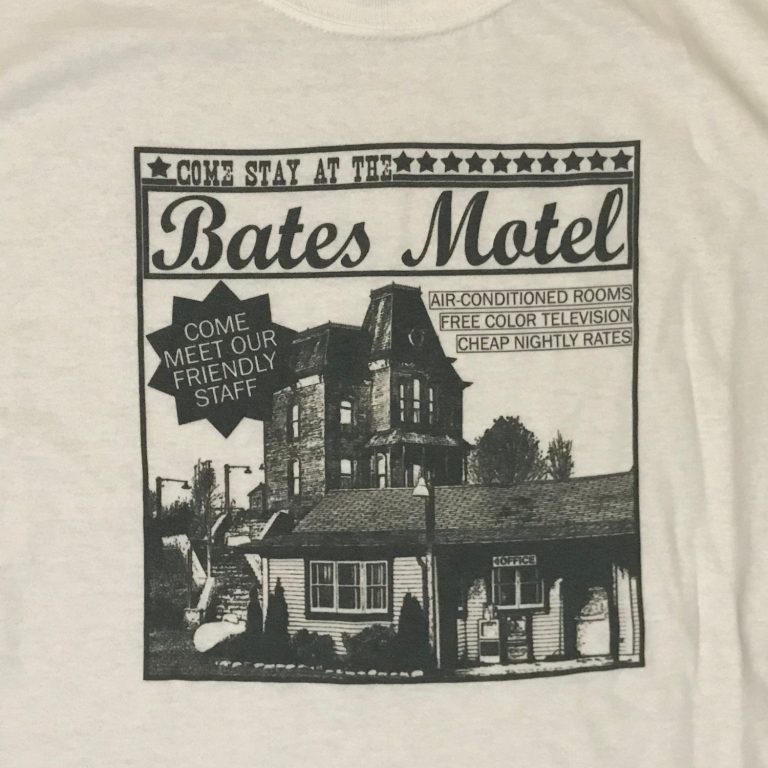 COME STAY AT THE
Bates Motel
AIR-CONDITIONED ROOMS
FREE COLOR TELEVISION
CHEAP NIGHTLY RATES
COME
MEET OUR
FRIENDLY
STAFF
OFFICE